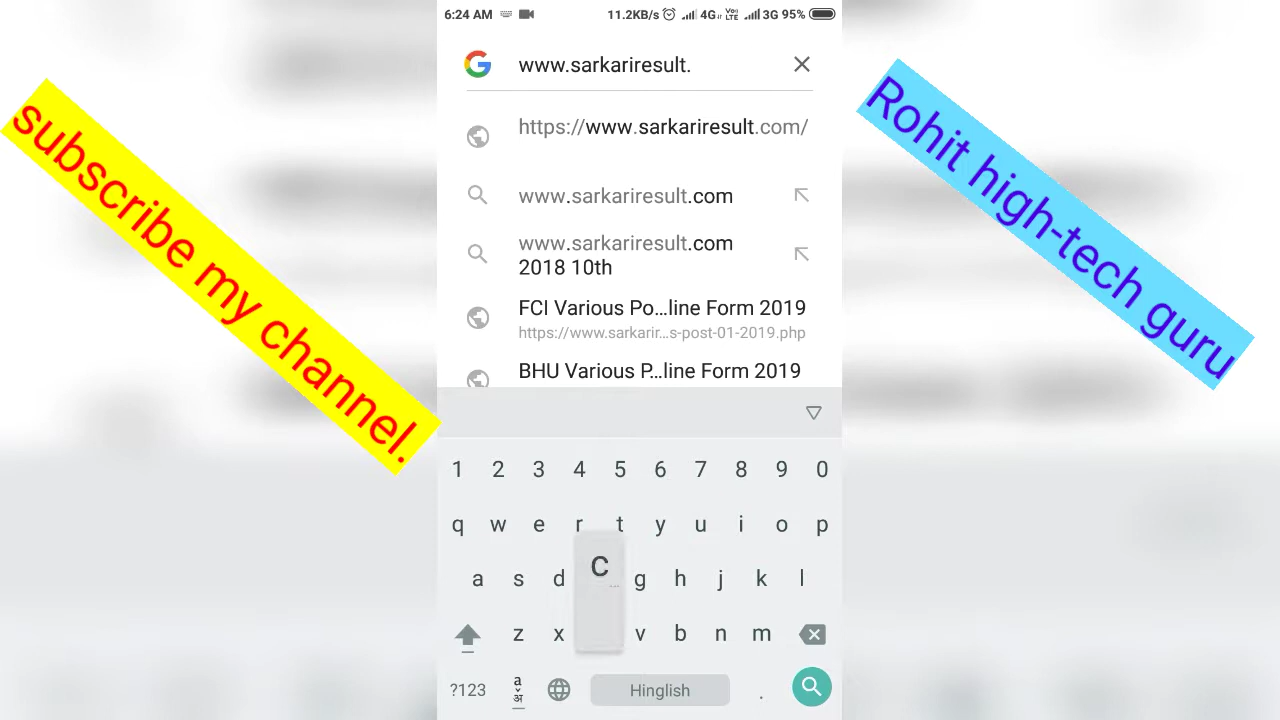 6:24 AM 11.2KB/s 4G Vo) LTE 3G 95%
www.sarkariresult.
https://www.sarkariresult.com/
www.sarkariresult.com
www.sarkariresult.com
2018 10th
FCI Various Po...line Form 2019
https://www.sarkarir...s-post-01-2019.php
BHU Various P...line Form 2019
subscribe my channel.
Rohit high-tech guru
1 2 3 4 5 6 7 8 9 0
q w e r t y u i o p
a s d c g h j k l
z x v b n m
?123 a अ Hinglish .